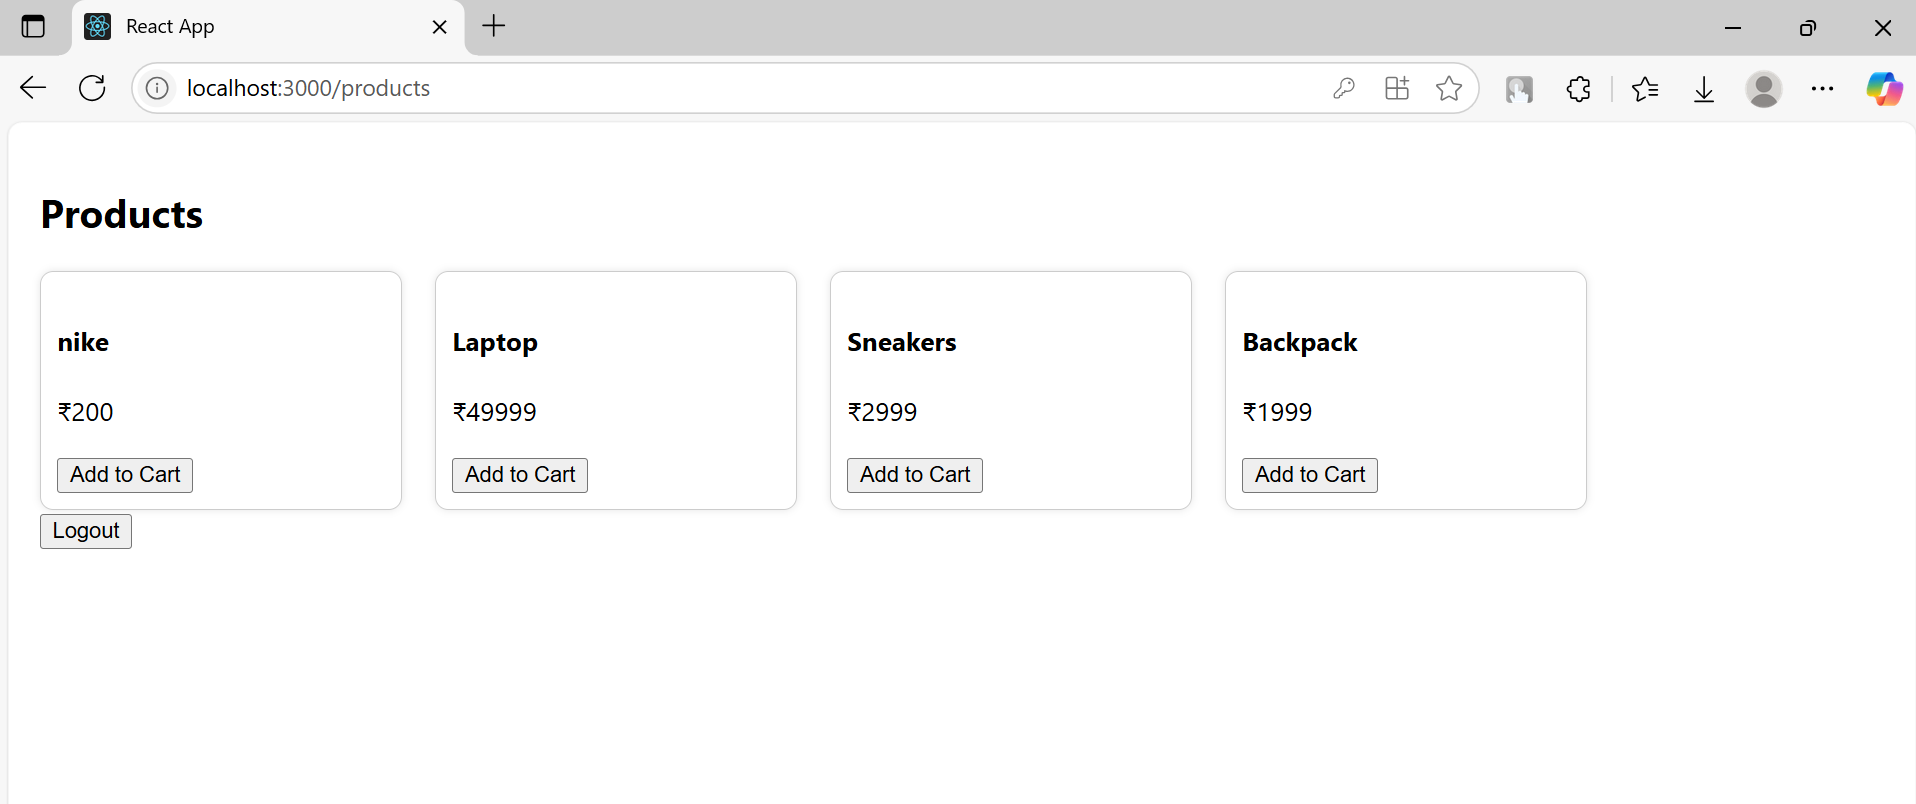 React App
localhost:3000/products
Products
nike Laptop Sneakers Backpack
₹200 ₹49999 ₹2999 ₹1999
Add to Cart Add to Cart Add to Cart Add to Cart
Logout